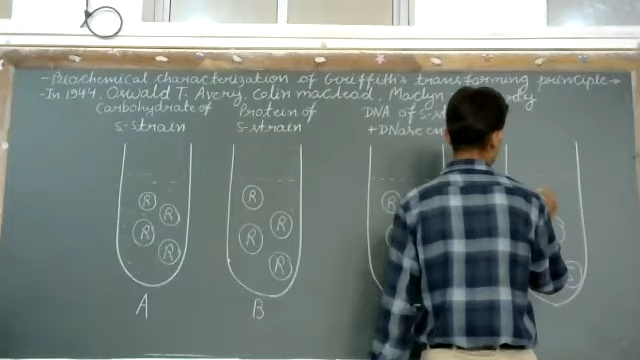 - Biochemical characterization of Griffith's transforming principle →
- In 1944, Oswald T. Avery, Colin macleod, Maclyn
Carbohydrate of
S-Strain
Protein of
S-strain
DNA of S-
+ DNase
R
R
R
R
R
R
R
R
R
A
B